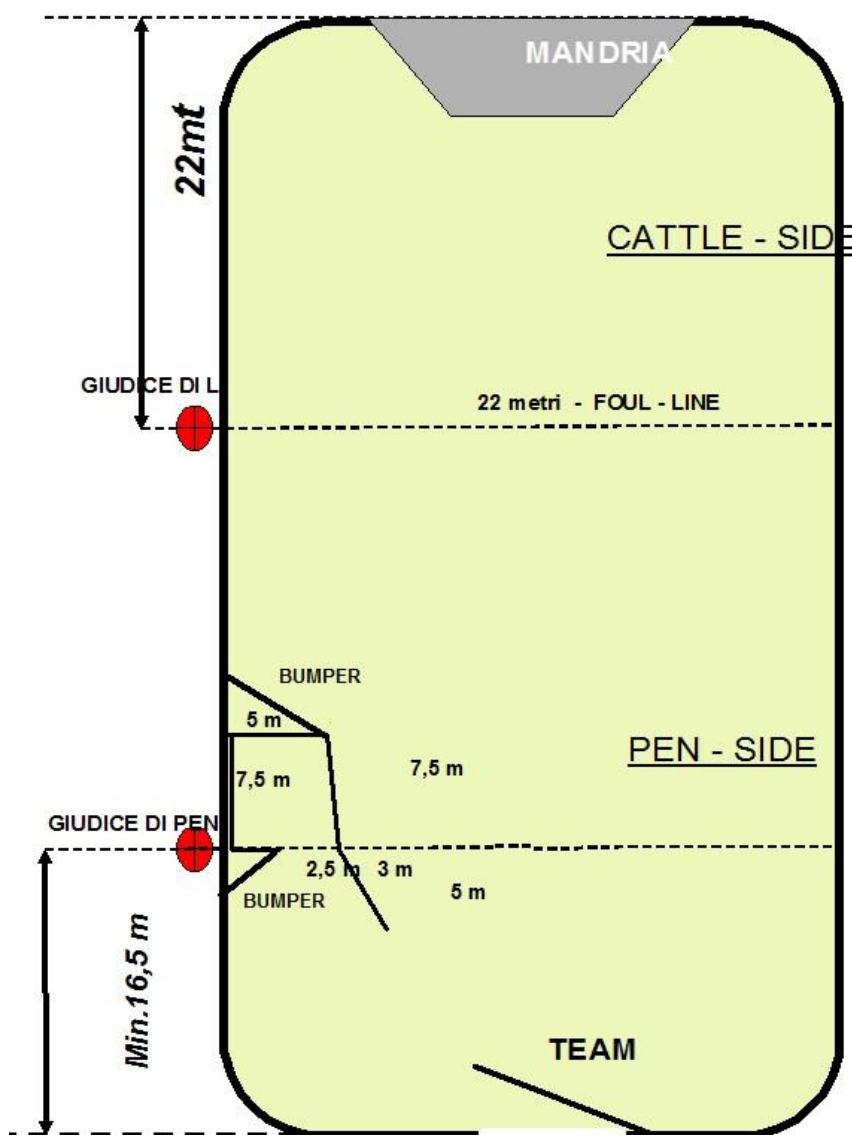 MANDRIA
22mt
CATTLE - SIDE
GIUDICE DI L
22 metri - FOUL - LINE
BUMPER
5 m
7,5 m
7,5 m
PEN - SIDE
GIUDICE DI PEN
2,5 m 3 m
5 m
BUMPER
Min.16,5 m
TEAM